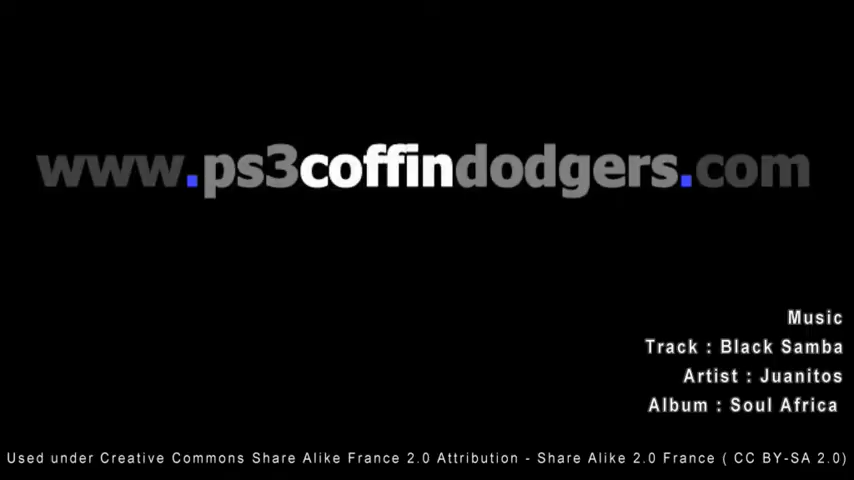 www.ps3coffindodgers.com
Music
Track : Black Samba
Artist : Juanitos
Album : Soul Africa
Used under Creative Commons Share Alike France 2.0 Attribution - Share Alike 2.0 France ( CC BY-SA 2.0)